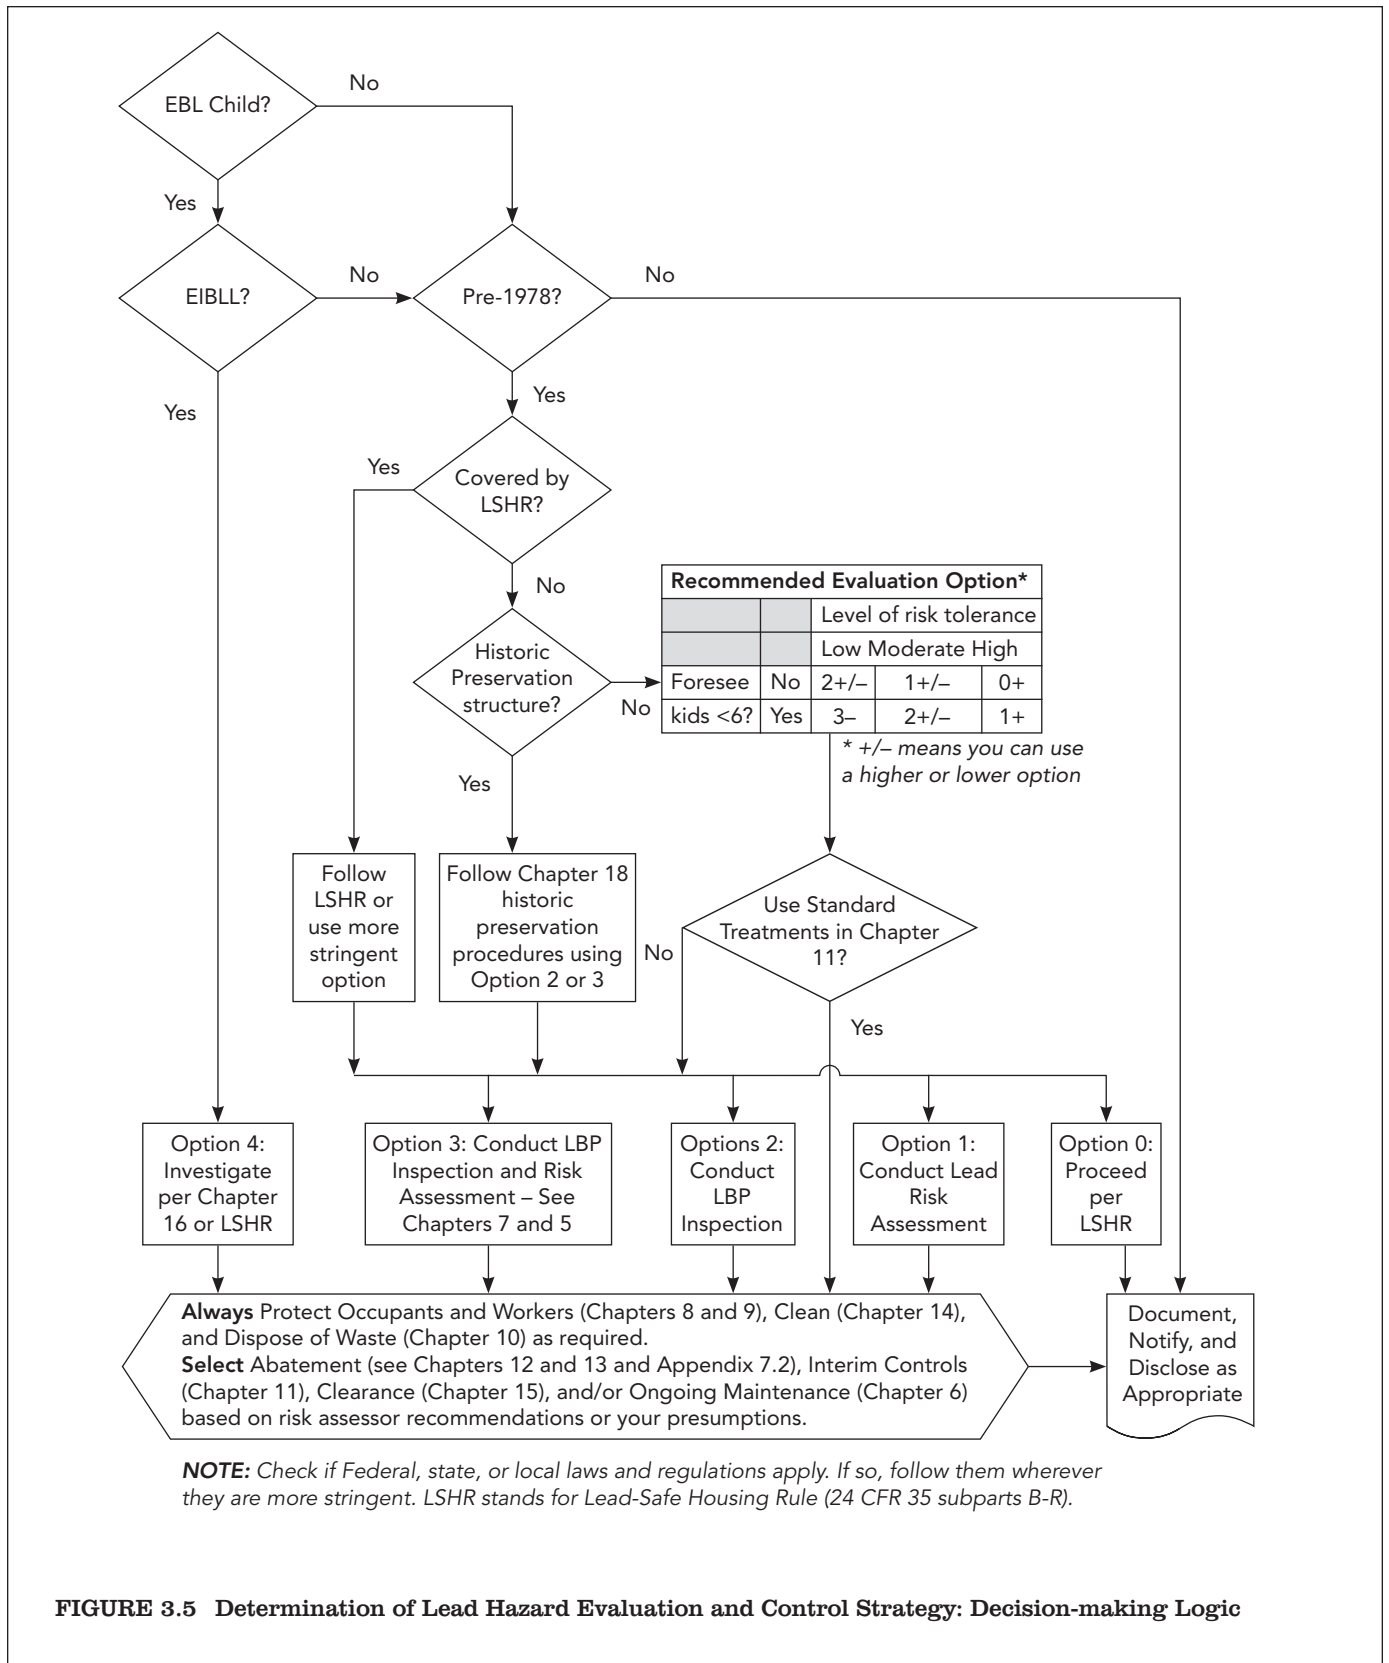 EBL Child?
No
Yes
EIBLL?
No
Pre-1978?
No
Yes
Yes
Covered by
LSHR?
Yes
No
Historic
Preservation
structure?
No
Yes
Recommended Evaluation Option*
Level of risk tolerance
Low Moderate High
Foresee No 2+/– 1+/– 0+
kids <6? Yes 3– 2+/– 1+
* +/– means you can use
a higher or lower option
Follow
LSHR or
use more
stringent
option
Follow Chapter 18
historic
preservation
procedures using
Option 2 or 3
Use Standard
Treatments in Chapter
11?
No
Yes
Option 4:
Investigate
per Chapter
16 or LSHR
Option 3: Conduct LBP
Inspection and Risk
Assessment – See
Chapters 7 and 5
Options 2:
Conduct
LBP
Inspection
Option 1:
Conduct Lead
Risk
Assessment
Option 0:
Proceed
per
LSHR
Always Protect Occupants and Workers (Chapters 8 and 9), Clean (Chapter 14),
and Dispose of Waste (Chapter 10) as required.
Select Abatement (see Chapters 12 and 13 and Appendix 7.2), Interim Controls
(Chapter 11), Clearance (Chapter 15), and/or Ongoing Maintenance (Chapter 6)
based on risk assessor recommendations or your presumptions.
Document,
Notify, and
Disclose as
Appropriate
NOTE: Check if Federal, state, or local laws and regulations apply. If so, follow them wherever
they are more stringent. LSHR stands for Lead-Safe Housing Rule (24 CFR 35 subparts B-R).
FIGURE 3.5 Determination of Lead Hazard Evaluation and Control Strategy: Decision-making Logic